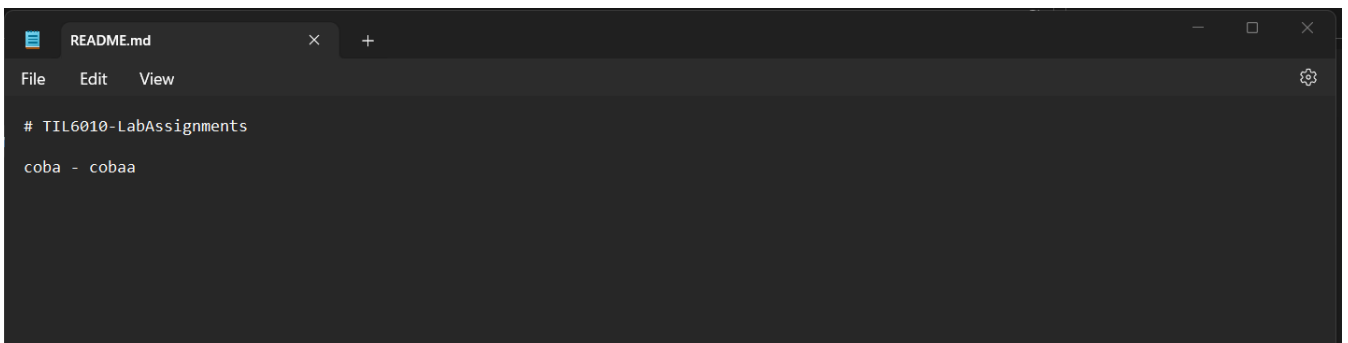 README.md
File Edit View
# TIL6010-LabAssignments
coba - cobaa